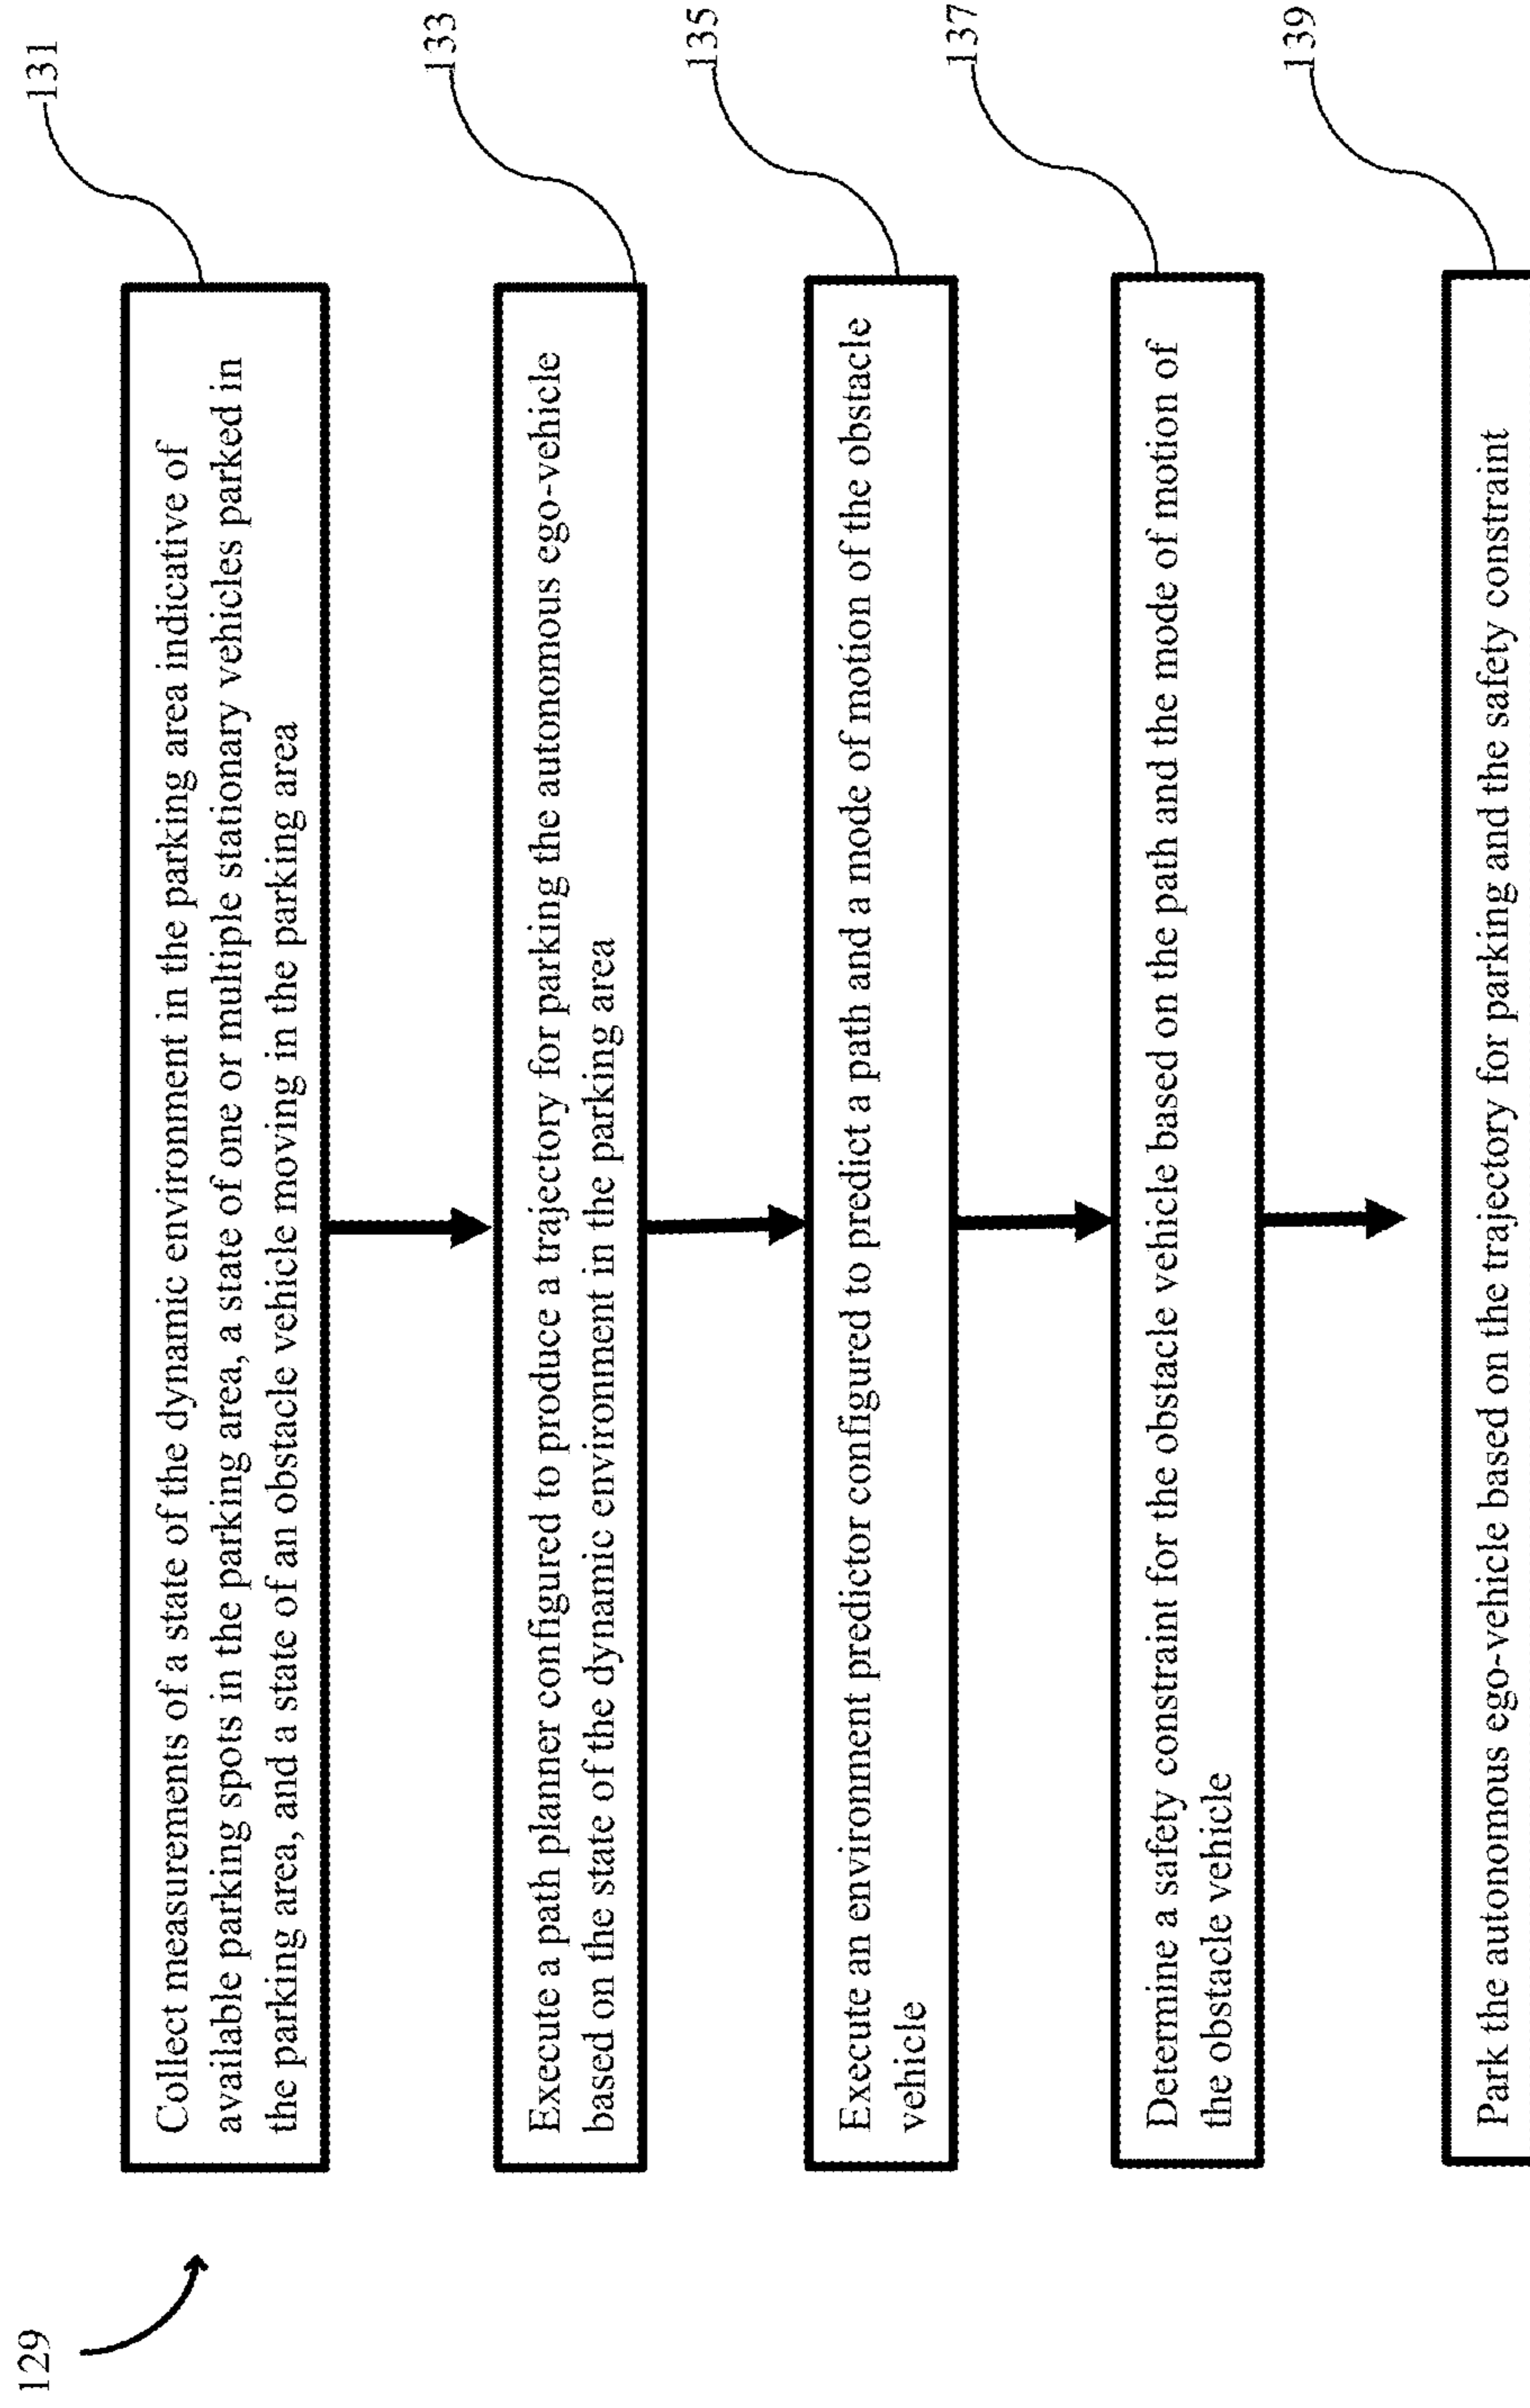 129
131
Collect measurements of a state of the dynamic environment in the parking area indicative of
available parking spots in the parking area, a state of one or multiple stationary vehicles parked in
the parking area, and a state of an obstacle vehicle moving in the parking area
133
Execute a path planner configured to produce a trajectory for parking the autonomous ego-vehicle
based on the state of the dynamic environment in the parking area
135
Execute an environment predictor configured to predict a path and a mode of motion of the obstacle
vehicle
137
Determine a safety constraint for the obstacle vehicle based on the path and the mode of motion of
the obstacle vehicle
139
Park the autonomous ego-vehicle based on the trajectory for parking and the safety constraint